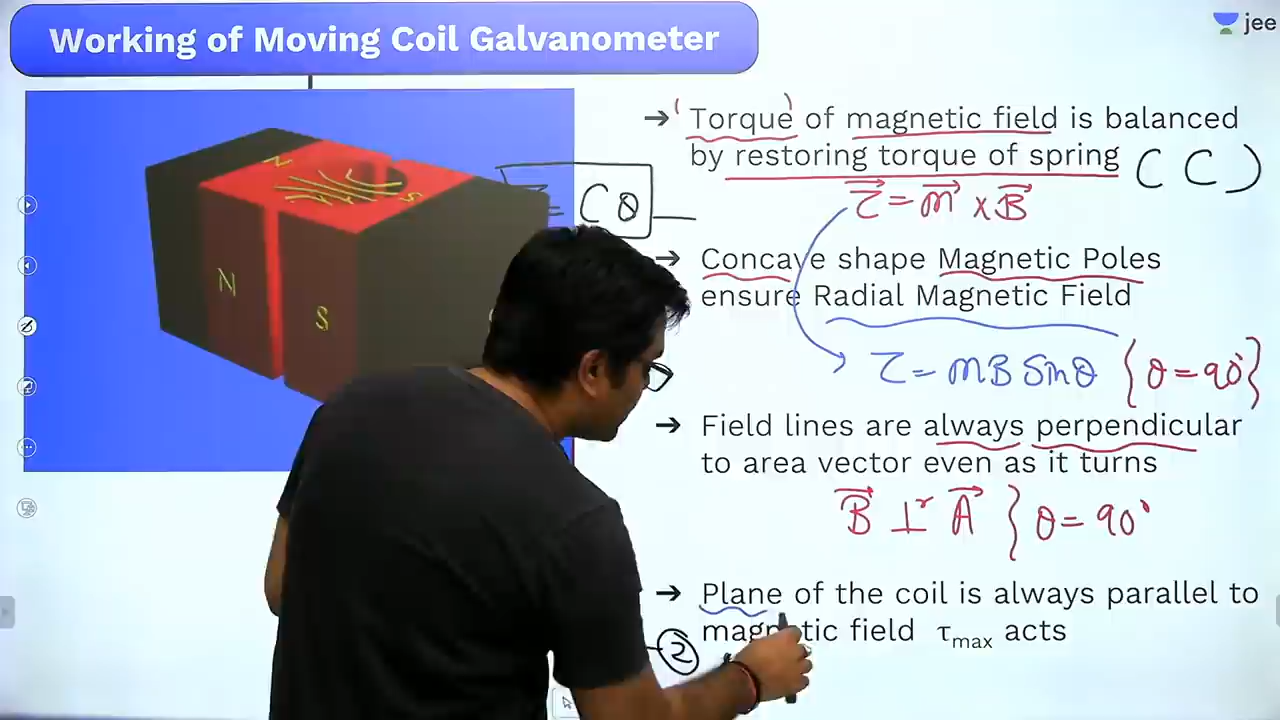 Working of Moving Coil Galvanometer
jee
→ (Torque) of magnetic field is balanced
by restoring torque of spring (C)
= Cθ
τ⃗ = m⃗ × B⃗
N
S
N
S
→ Concave shape Magnetic Poles
ensure Radial Magnetic Field
τ = MB Sinθ {θ = 90°}
→ Field lines are always perpendicular
to area vector even as it turns
B⃗ ⊥r A⃗ } θ = 90°
→ Plane of the coil is always parallel to
magnetic field τmax acts
2